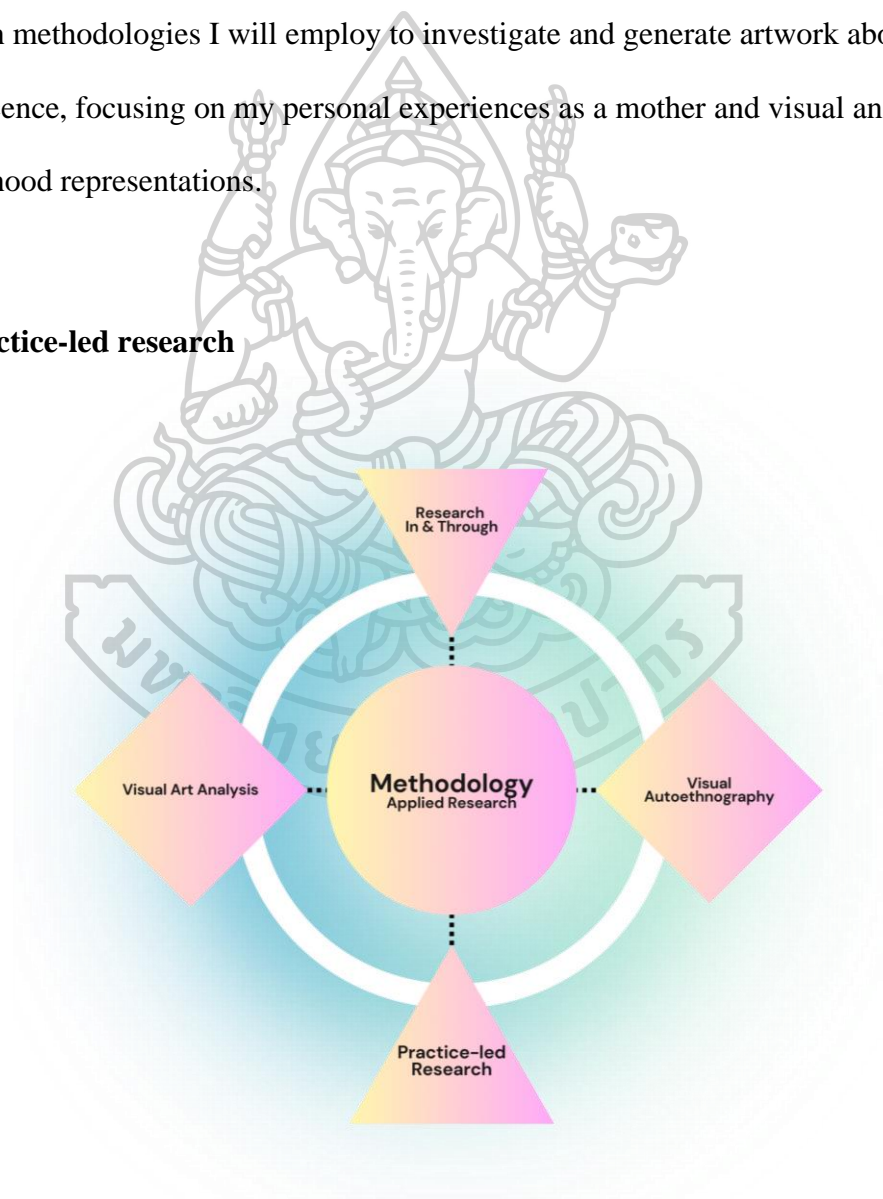 n methodologies I will employ to investigate and generate artwork abo
ence, focusing on my personal experiences as a mother and visual an
hood representations.
ctice-led research
Research
In & Through
Visual Art Analysis
Methodology
Applied Research
Visual
Autoethnography
Practice-led
Research